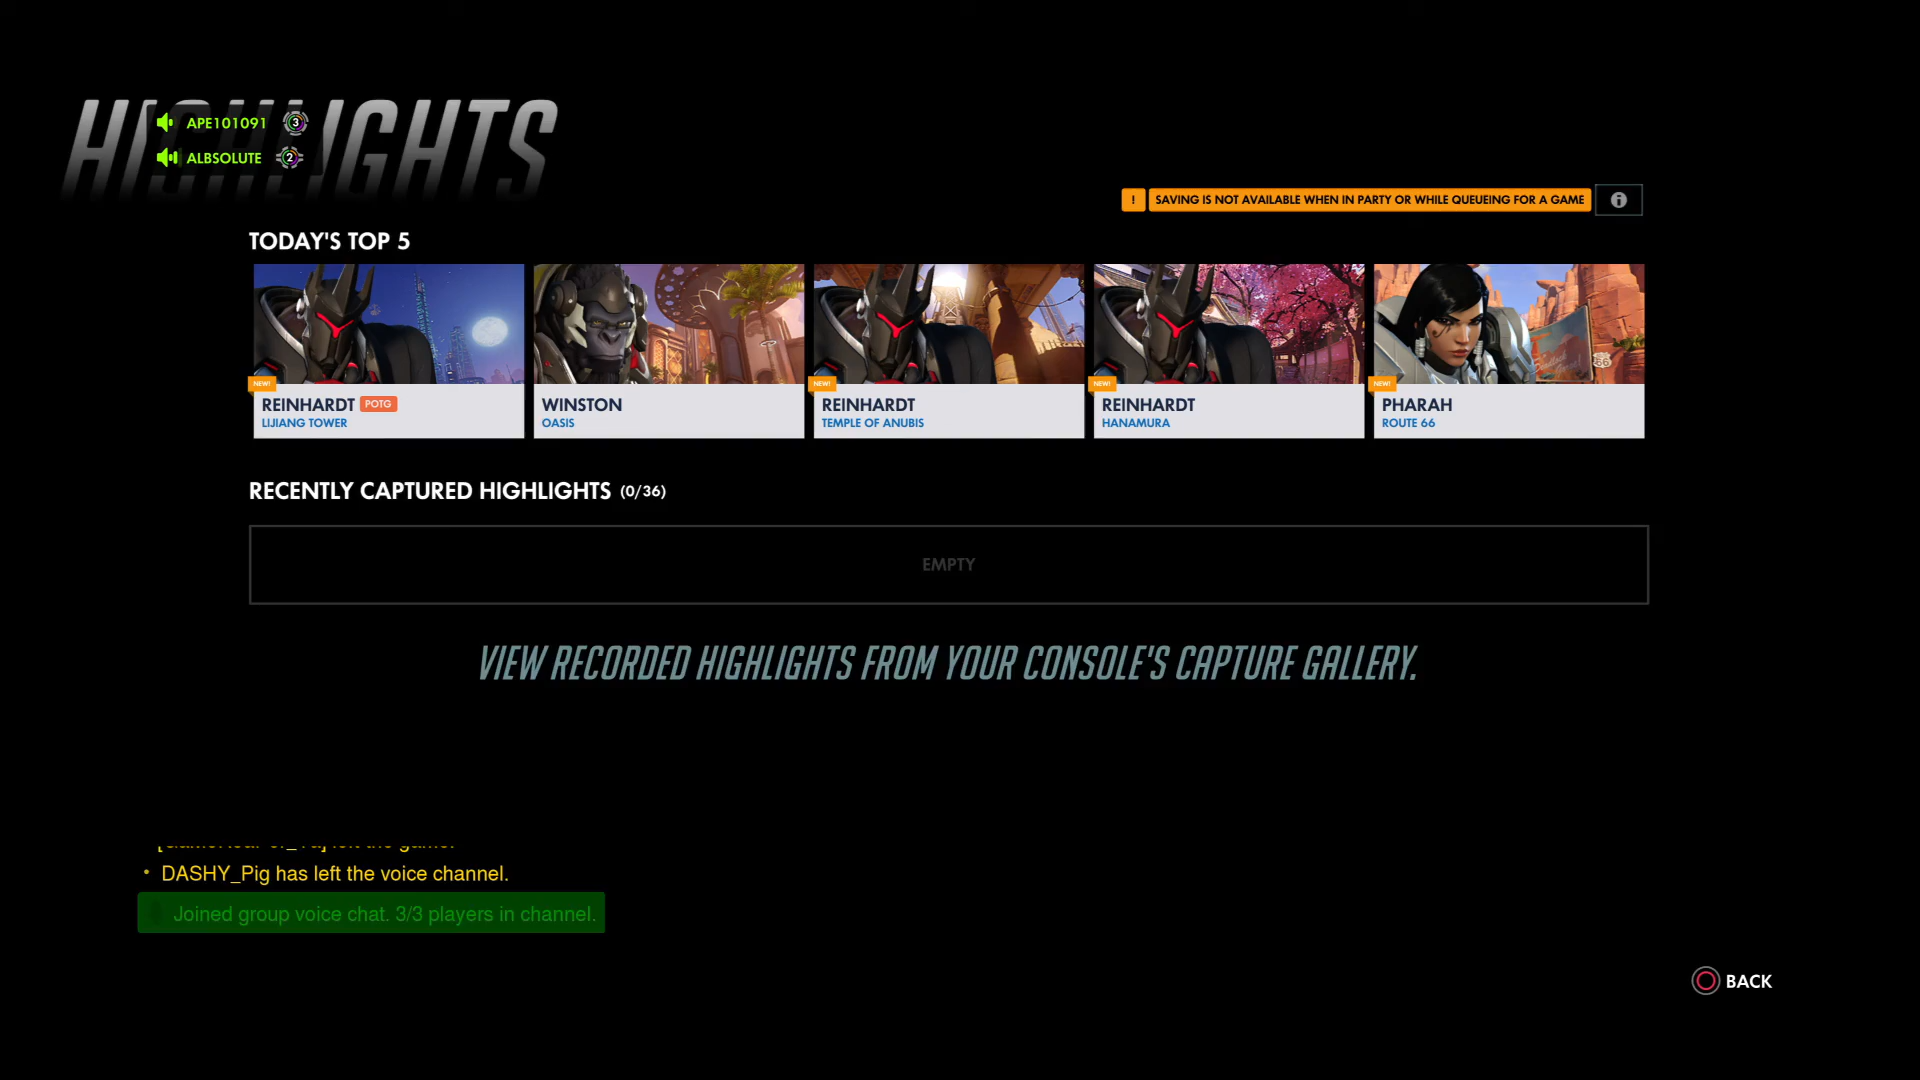 HIGHLIGHTS
APE101091 3
ALBSOLUTE 2
! SAVING IS NOT AVAILABLE WHEN IN PARTY OR WHILE QUEUEING FOR A GAME
TODAY'S TOP 5
NEW!
REINHARDT POTG
LIJIANG TOWER
WINSTON
OASIS
NEW!
REINHARDT
TEMPLE OF ANUBIS
NEW!
REINHARDT
HANAMURA
NEW!
PHARAH
ROUTE 66
RECENTLY CAPTURED HIGHLIGHTS (0/36)
EMPTY
VIEW RECORDED HIGHLIGHTS FROM YOUR CONSOLE'S CAPTURE GALLERY.
left the game.
• DASHY_Pig has left the voice channel.
Joined group voice chat. 3/3 players in channel.
BACK